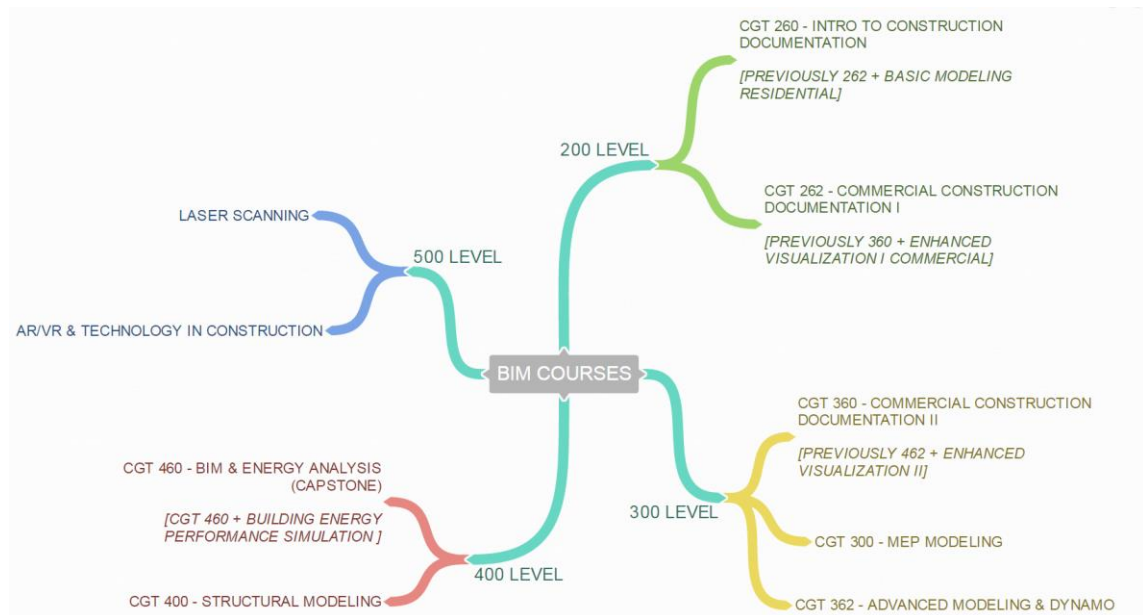 CGT 260 - INTRO TO CONSTRUCTION
DOCUMENTATION
[PREVIOUSLY 262 + BASIC MODELING
RESIDENTIAL]
200 LEVEL
CGT 262 - COMMERCIAL CONSTRUCTION
DOCUMENTATION I
[PREVIOUSLY 360 + ENHANCED
VISUALIZATION I COMMERCIAL]
LASER SCANNING
500 LEVEL
AR/VR & TECHNOLOGY IN CONSTRUCTION
BIM COURSES
CGT 360 - COMMERCIAL CONSTRUCTION
DOCUMENTATION II
[PREVIOUSLY 462 + ENHANCED
VISUALIZATION II]
300 LEVEL
CGT 300 - MEP MODELING
CGT 362 - ADVANCED MODELING & DYNAMO
CGT 460 - BIM & ENERGY ANALYSIS
(CAPSTONE)
[CGT 460 + BUILDING ENERGY
PERFORMANCE SIMULATION ]
400 LEVEL
CGT 400 - STRUCTURAL MODELING